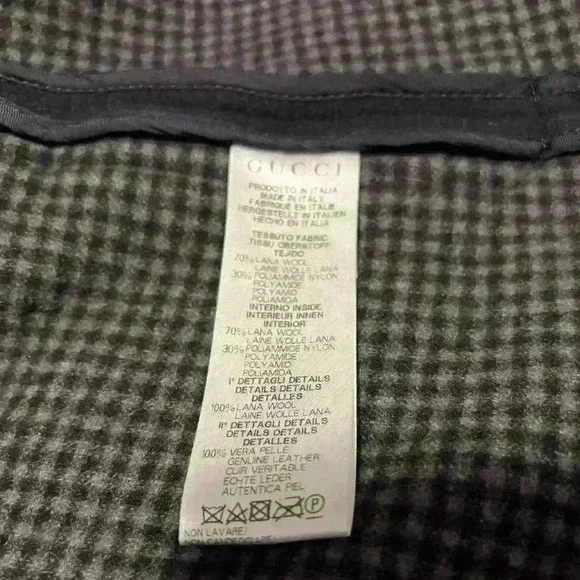 GUCCI
PRODOTTO IN ITALIA
MADE IN ITALY
FABRIQUÉ EN ITALIE
HERGESTELLT IN ITALIEN
HECHO EN ITALIA
TESSUTO FABRIC
TISSU OBERSTOFF
TEJIDO
70% LANA WOOL
LAINE WOLLE LANA
30% POLIAMMIDE NYLON
POLYAMIDE
POLYAMID
POLIAMIDA
INTERNO INSIDE
INTERIEUR INNEN
INTERIOR
70% LANA WOOL
LAINE WOLLE LANA
30% POLIAMMIDE NYLON
POLYAMIDE
POLYAMID
POLIAMIDA
I° DETTAGLI DETAILS
DETAILS DETAILS
DETALLES
100% LANA WOOL
LAINE WOLLE LANA
II° DETTAGLI DETAILS
DETAILS DETAILS
DETALLES
100% VERA PELLE
GENUINE LEATHER
CUIR VERITABLE
ECHTE LEDER
AUTENTICA PIEL
P
NON LAVARE/